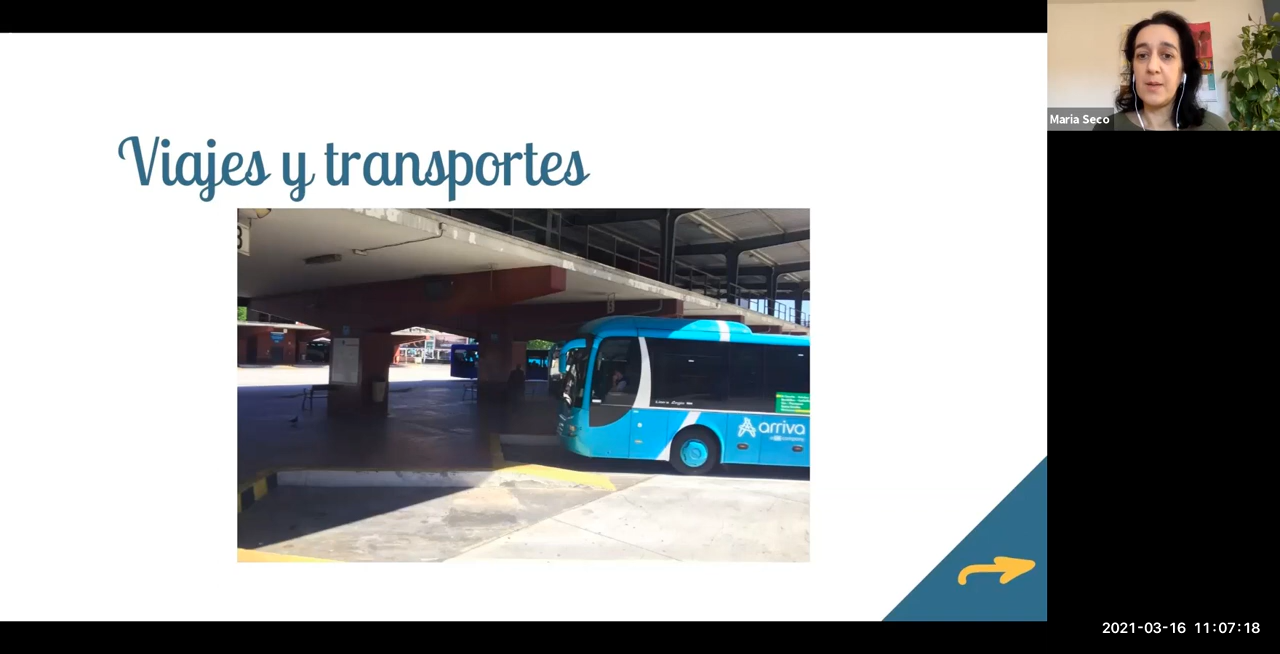 Viajes y transportes
Maria Seco
arriva
2021-03-16 11:07:18